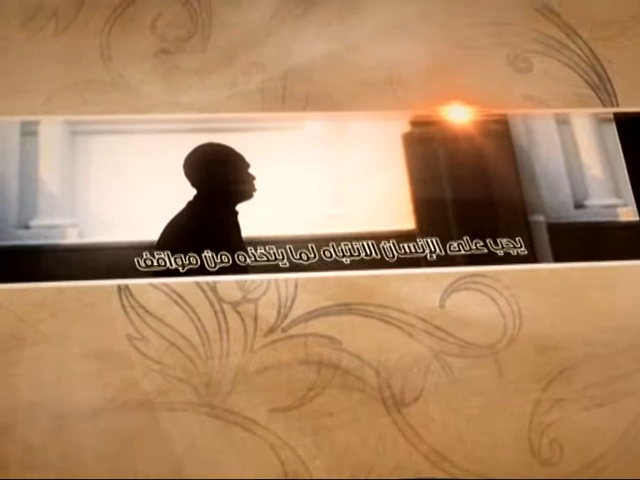 يجب على الإنسان الانتباه لما يتخذه من مواقف